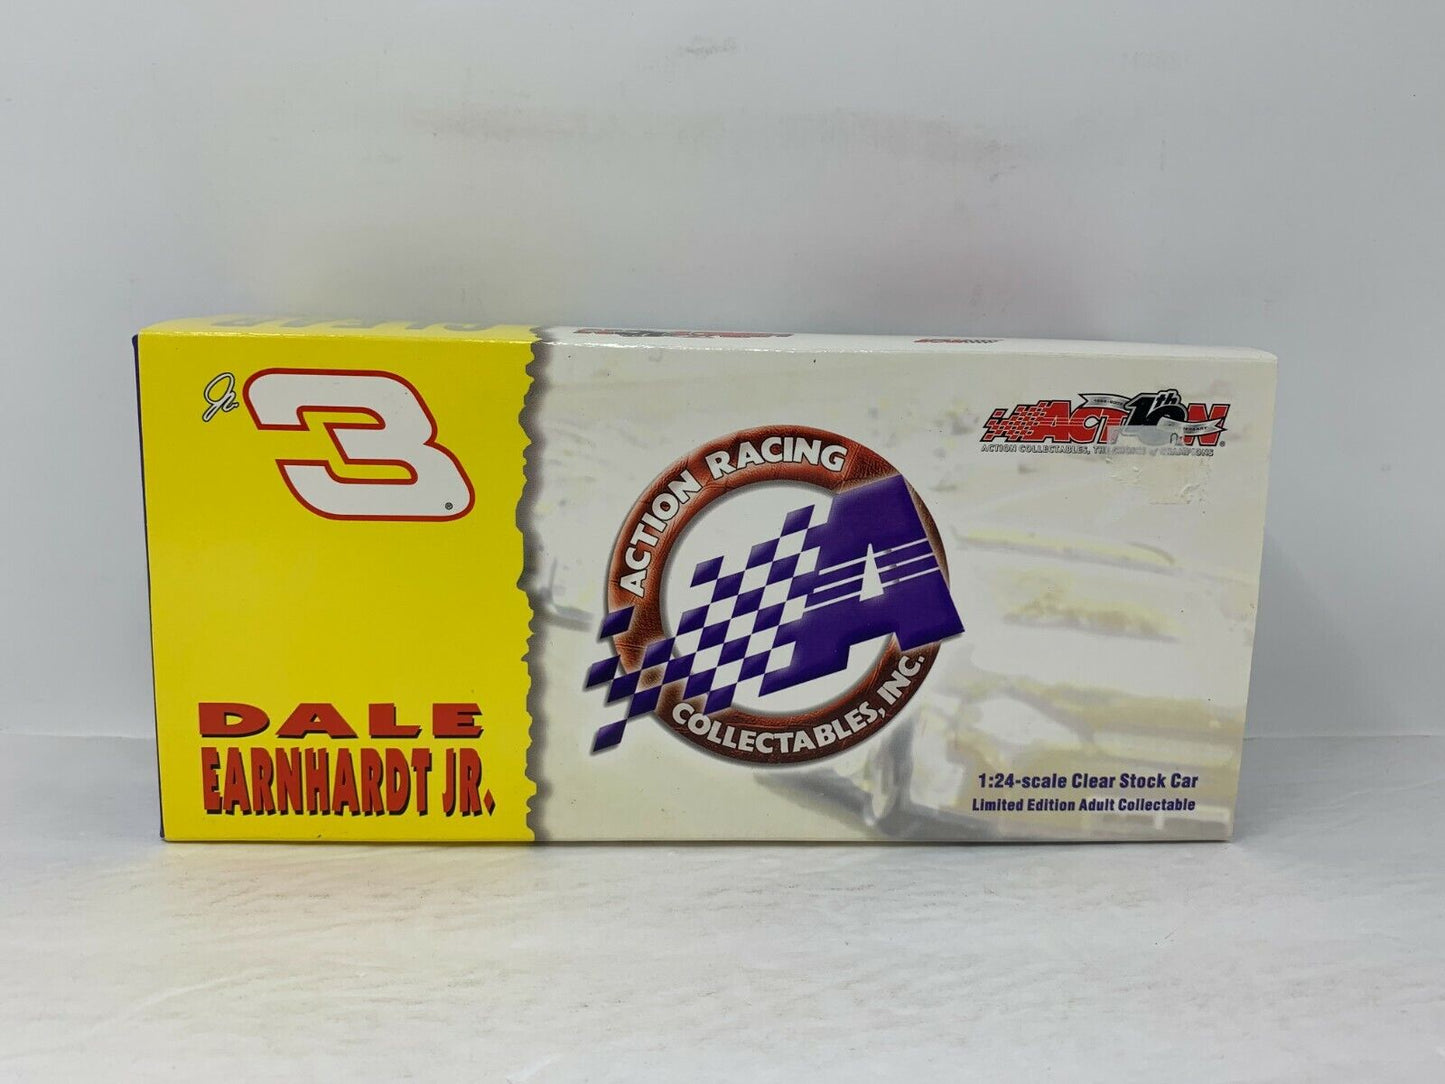 Jr.
3
®
DALE
EARNHARDT JR.
ACTION RACING
A
COLLECTABLES, INC.
10th
ACTION
ACTION COLLECTABLES, THE CHOICE of CHAMPIONS
1:24-scale Clear Stock Car
Limited Edition Adult Collectable